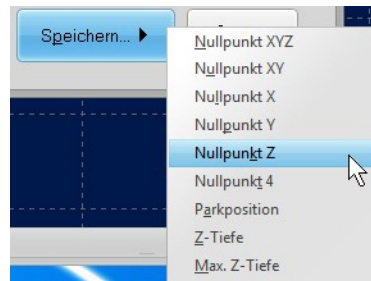 Speichern...
Nullpunkt XYZ
Nullpunkt XY
Nullpunkt X
Nullpunkt Y
Nullpunkt Z
Nullpunkt 4
Parkposition
Z-Tiefe
Max. Z-Tiefe